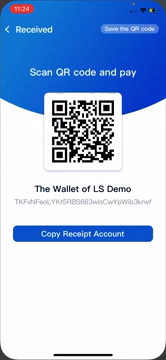 11:24
Received
Save the QR code
Scan QR code and pay
The Wallet of LS Demo
TKFvNFeoLYKt5RBS663wisCwYpWib3krwf
Copy Receipt Account